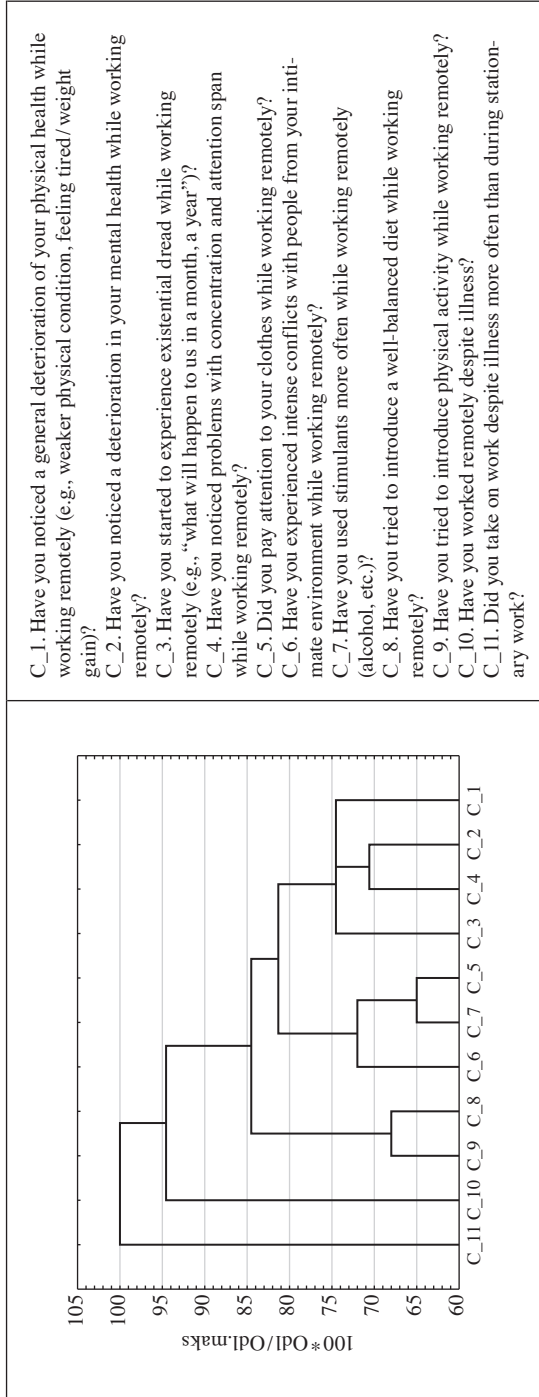 100*Odl/Odl.maks
105
100
95
90
85
80
75
70
65
60
C_11 C_10 C_9 C_8 C_6 C_7 C_5 C_3 C_4 C_2 C_1
C_1. Have you noticed a general deterioration of your physical health while
working remotely (e.g., weaker physical condition, feeling tired/ weight
gain)?
C_2. Have you noticed a deterioration in your mental health while working
remotely?
C_3. Have you started to experience existential dread while working
remotely (e.g., “what will happen to us in a month, a year”)?
C_4. Have you noticed problems with concentration and attention span
while working remotely?
C_5. Did you pay attention to your clothes while working remotely?
C_6. Have you experienced intense conflicts with people from your inti-
mate environment while working remotely?
C_7. Have you used stimulants more often while working remotely
(alcohol, etc.)?
C_8. Have you tried to introduce a well-balanced diet while working
remotely?
C_9. Have you tried to introduce physical activity while working remotely?
C_10. Have you worked remotely despite illness?
C_11. Did you take on work despite illness more often than during station-
ary work?